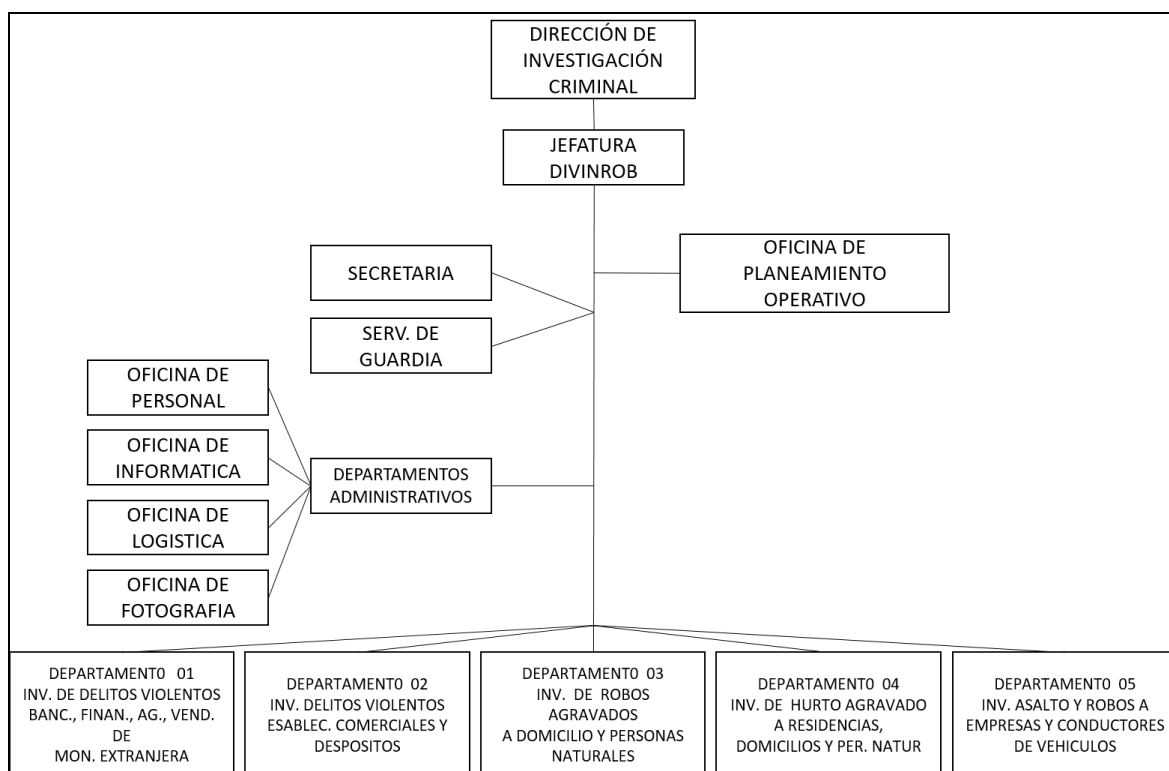 DIRECCIÓN DE
INVESTIGACIÓN
CRIMINAL
JEFATURA
DIVINROB
SECRETARIA
OFICINA DE
PLANEAMIENTO
OPERATIVO
SERV. DE
GUARDIA
OFICINA DE
PERSONAL
OFICINA DE
INFORMATICA
DEPARTAMENTOS
ADMINISTRATIVOS
OFICINA DE
LOGISTICA
OFICINA DE
FOTOGRAFIA
DEPARTAMENT0 01
INV. DE DELITOS VIOLENTOS
BANC., FINAN., AG., VEND.
DE
MON. EXTRANJERA
DEPARTAMENT0 02
INV. DELITOS VIOLENTOS
ESABLEC. COMERCIALES Y
DESPOSITOS
DEPARTAMENT0 03
INV. DE ROBOS
AGRAVADOS
A DOMICILIO Y PERSONAS
NATURALES
DEPARTAMENT0 04
INV. DE HURTO AGRAVADO
A RESIDENCIAS,
DOMICILIOS Y PER. NATUR
DEPARTAMENT0 05
INV. ASALTO Y ROBOS A
EMPRESAS Y CONDUCTORES
DE VEHICULOS